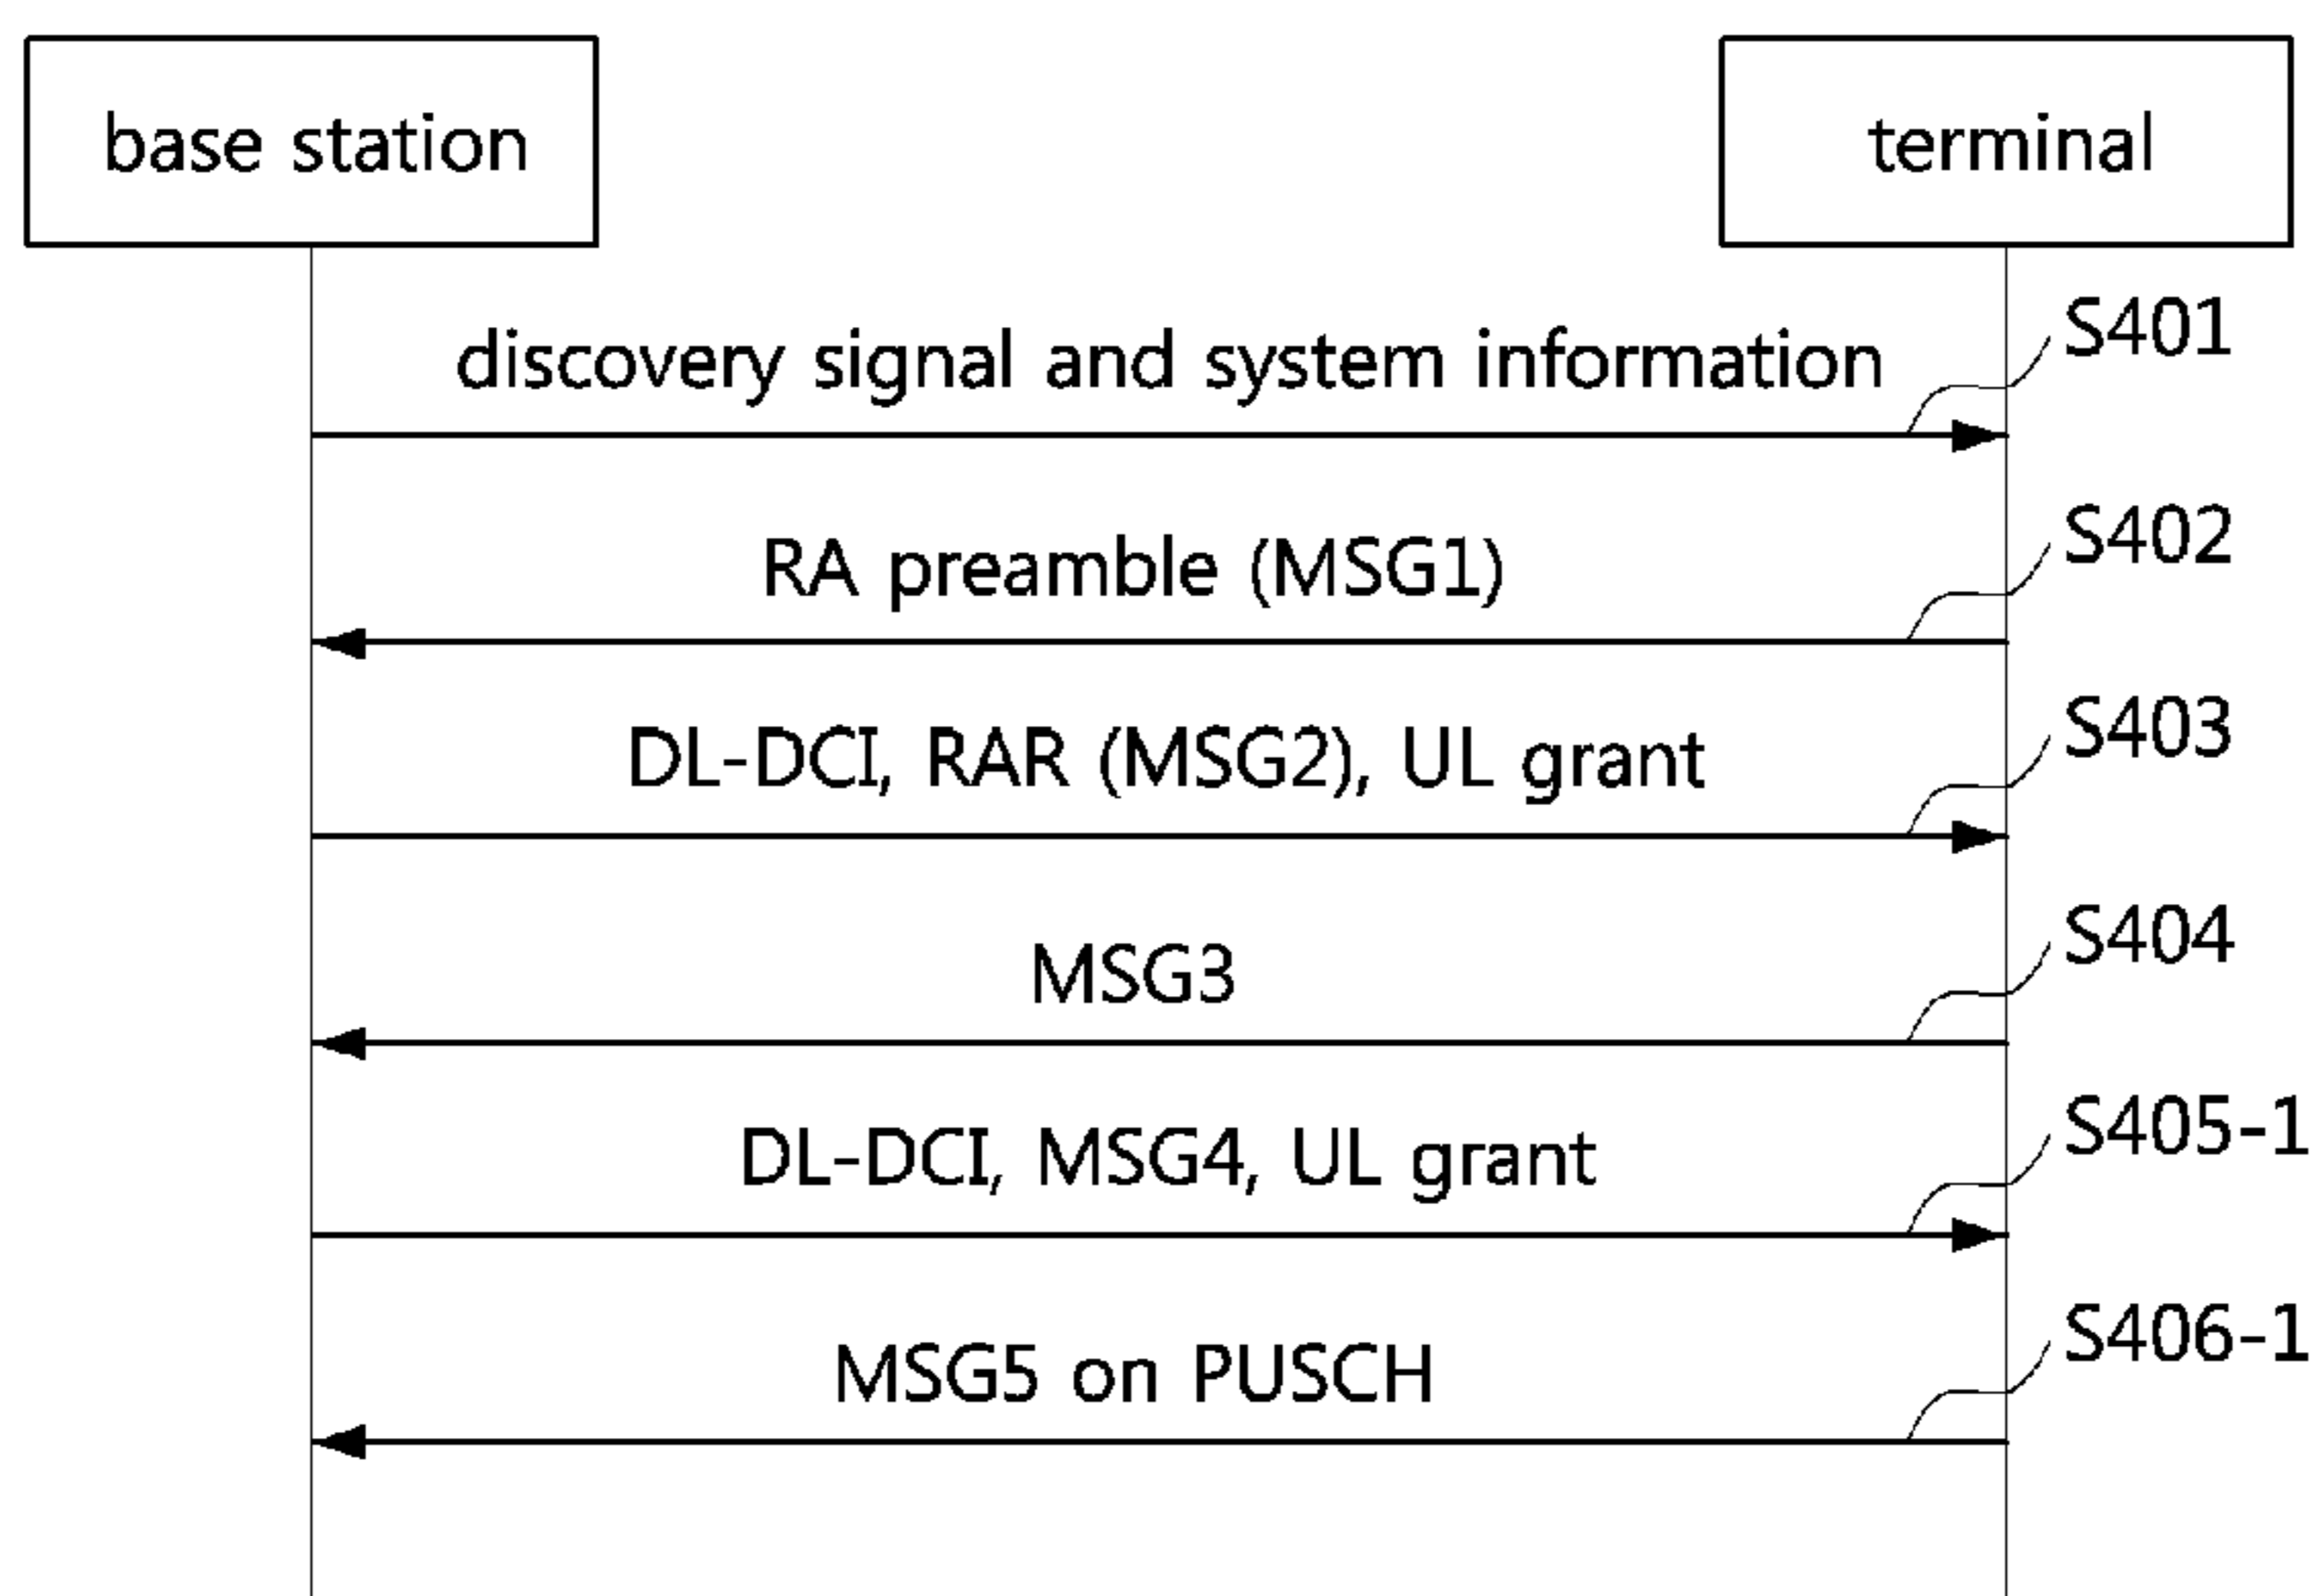 base station
terminal
discovery signal and system information
S401
RA preamble (MSG1)
S402
DL-DCI, RAR (MSG2), UL grant
S403
MSG3
S404
DL-DCI, MSG4, UL grant
S405-1
MSG5 on PUSCH
S406-1